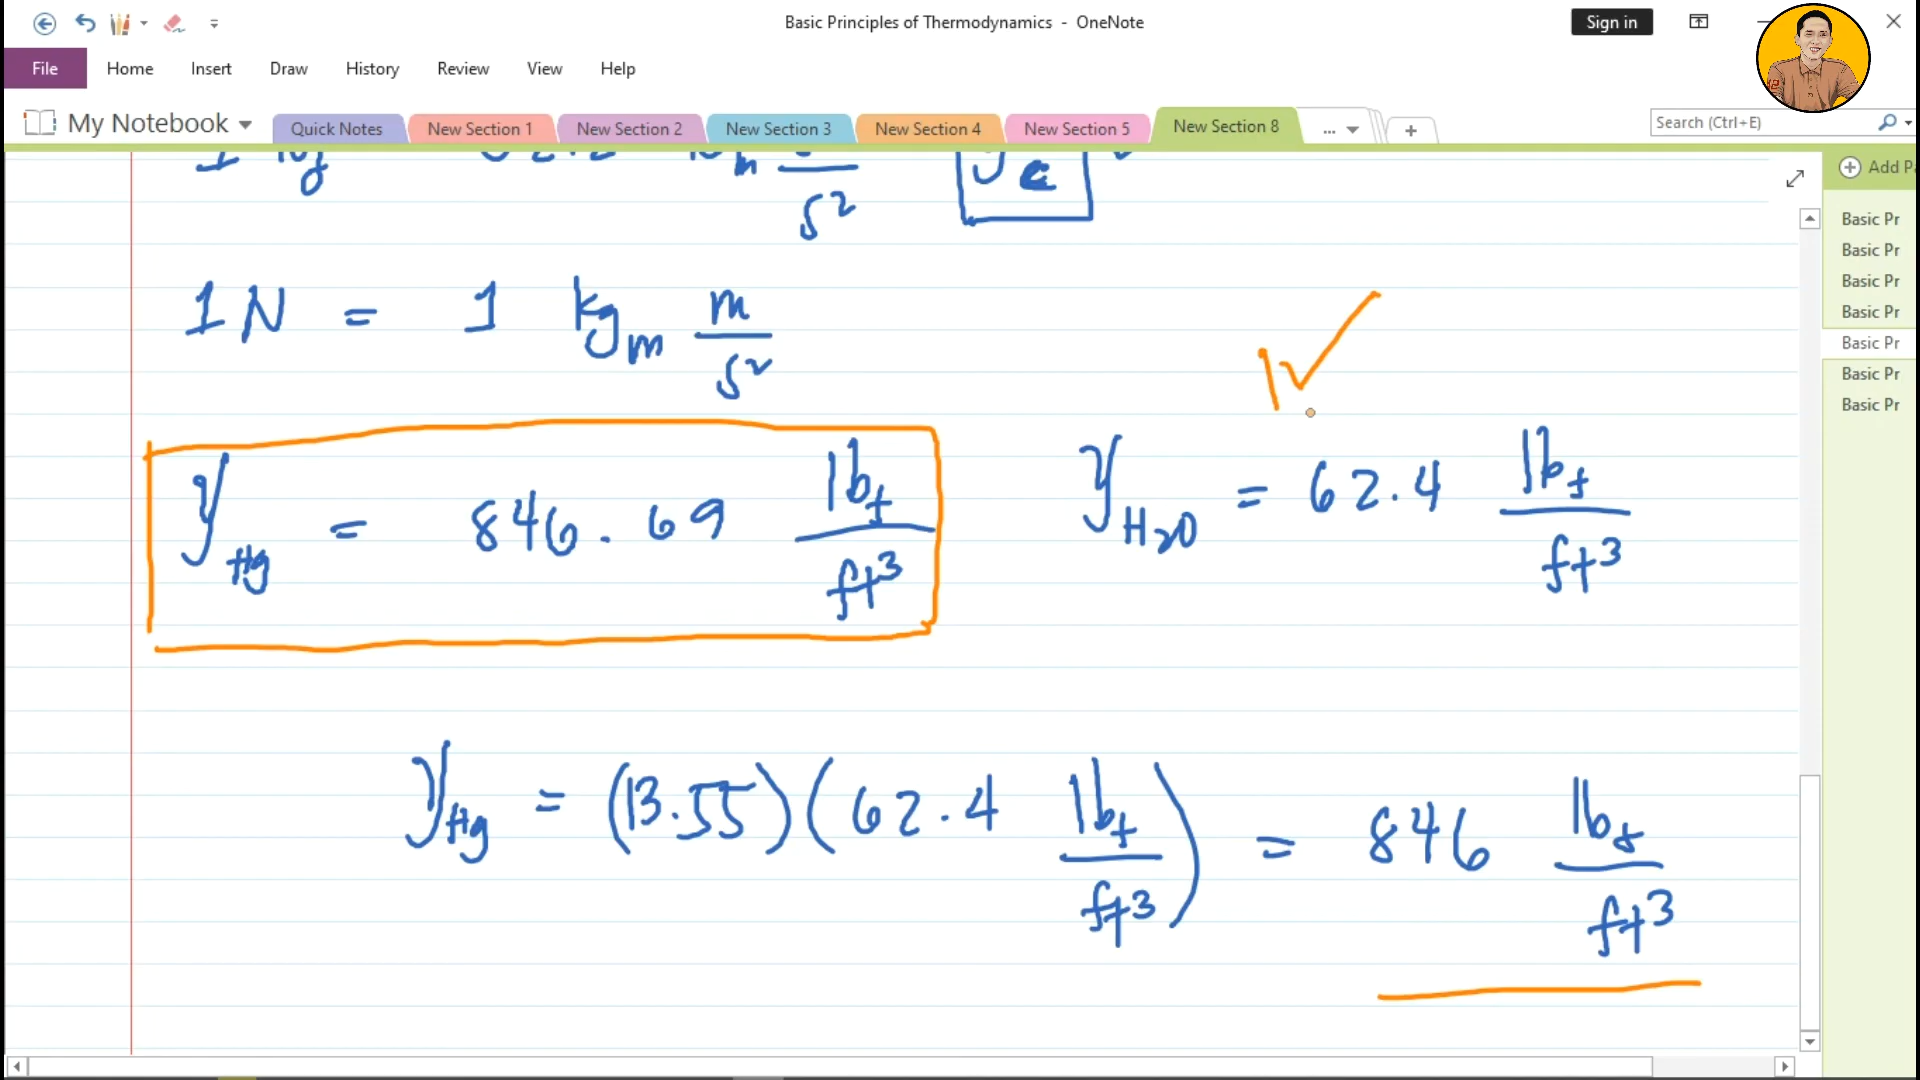 Basic Principles of Thermodynamics - OneNote
Sign in
File Home Insert Draw History Review View Help
My Notebook Quick Notes New Section 1 New Section 2 New Section 3 New Section 4 New Section 5 New Section 8 ... Search (Ctrl+E)
Add P
Basic Pr
Basic Pr
Basic Pr
Basic Pr
Basic Pr
Basic Pr
Basic Pr
s²
1 N = 1 kgm m/s²
γHg = 846.69 lbf/ft³ γH2O = 62.4 lbf/ft³
γHg = (13.55)(62.4 lbf/ft³) = 846 lbf/ft³